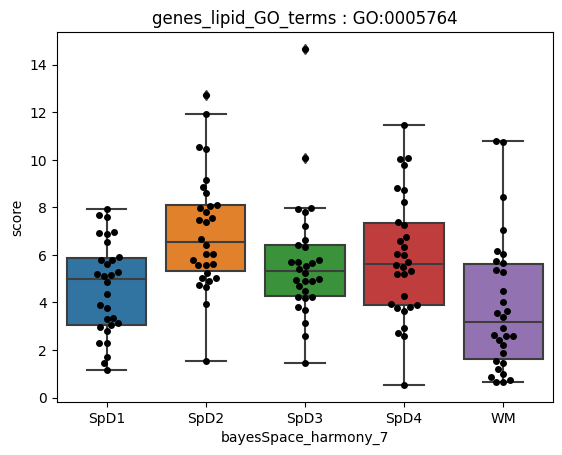 genes_lipid_GO_terms : GO:0005764
14
12
10
8
6
4
2
0
score
SpD1 SpD2 SpD3 SpD4 WM
bayesSpace_harmony_7